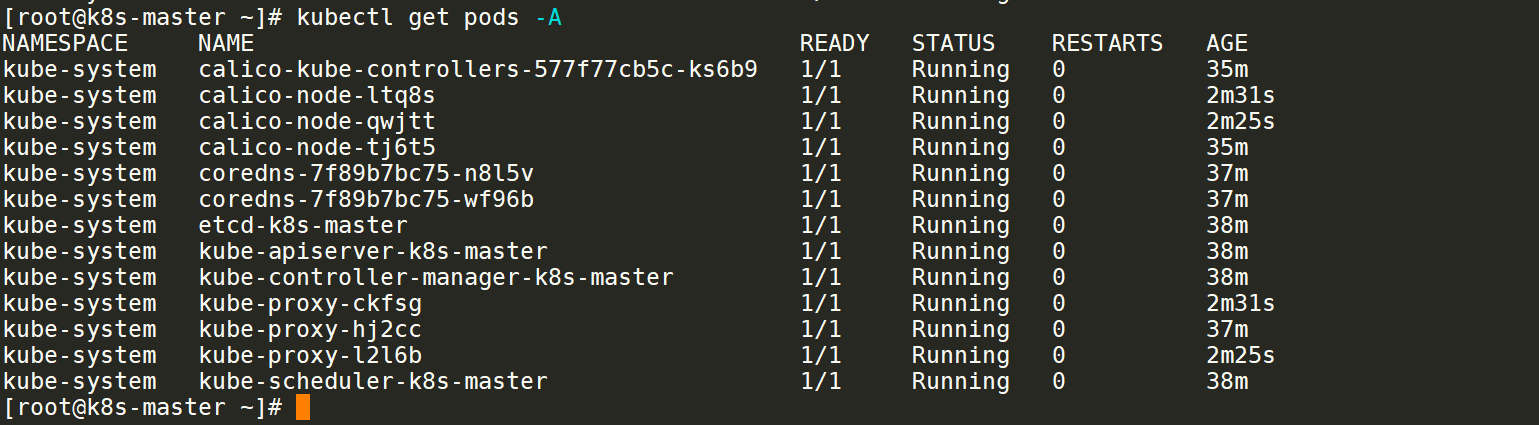 [root@k8s-master ~]# kubectl get pods -A
NAMESPACE     NAME                                       READY   STATUS    RESTARTS   AGE
kube-system   calico-kube-controllers-577f77cb5c-ks6b9   1/1     Running   0          35m
kube-system   calico-node-ltq8s                          1/1     Running   0          2m31s
kube-system   calico-node-qwjtt                          1/1     Running   0          2m25s
kube-system   calico-node-tj6t5                          1/1     Running   0          35m
kube-system   coredns-7f89b7bc75-n8l5v                   1/1     Running   0          37m
kube-system   coredns-7f89b7bc75-wf96b                   1/1     Running   0          37m
kube-system   etcd-k8s-master                            1/1     Running   0          38m
kube-system   kube-apiserver-k8s-master                  1/1     Running   0          38m
kube-system   kube-controller-manager-k8s-master         1/1     Running   0          38m
kube-system   kube-proxy-ckfsg                           1/1     Running   0          2m31s
kube-system   kube-proxy-hj2cc                           1/1     Running   0          37m
kube-system   kube-proxy-l2l6b                           1/1     Running   0          2m25s
kube-system   kube-scheduler-k8s-master                  1/1     Running   0          38m
[root@k8s-master ~]#